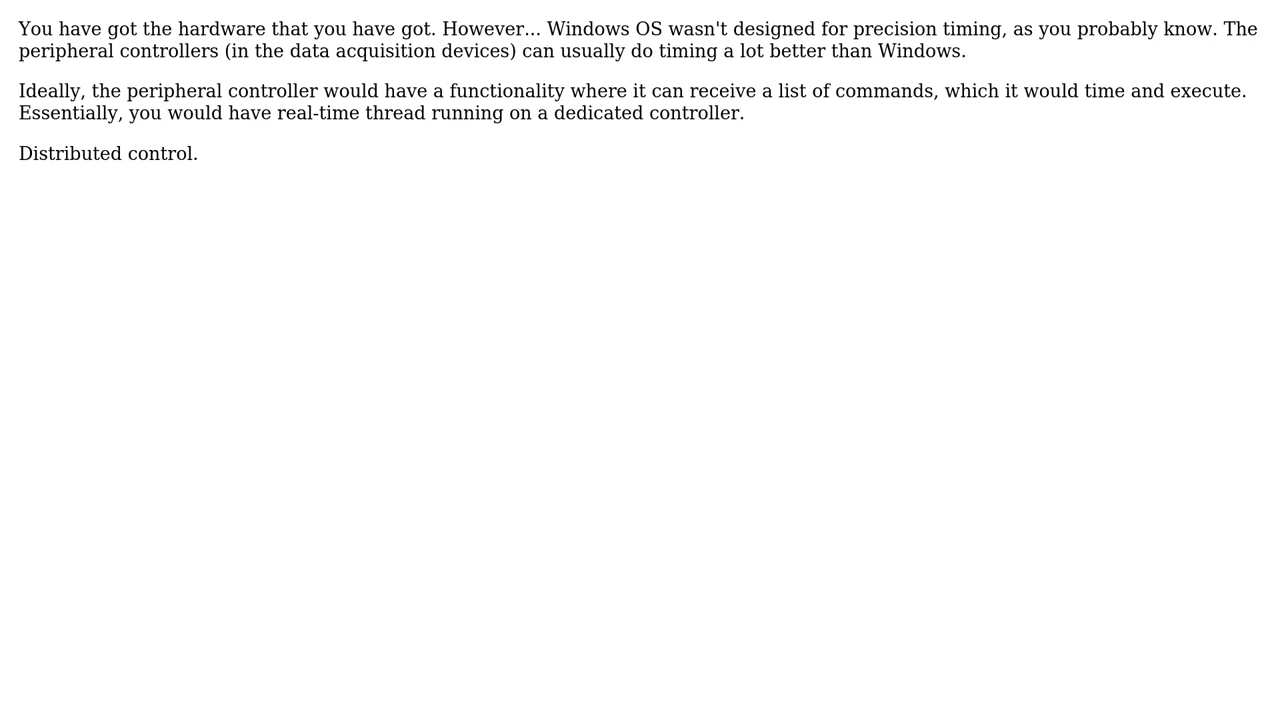 You have got the hardware that you have got. However... Windows OS wasn't designed for precision timing, as you probably know. The
peripheral controllers (in the data acquisition devices) can usually do timing a lot better than Windows.
Ideally, the peripheral controller would have a functionality where it can receive a list of commands, which it would time and execute.
Essentially, you would have real-time thread running on a dedicated controller.
Distributed control.